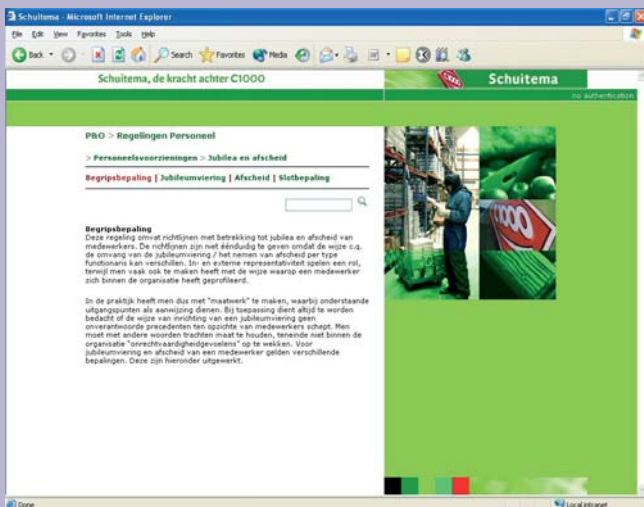 Schuitema - Microsoft Internet Explorer
File Edit View Favorites Tools Help
Back Search Favorites Media
Schuitema, de kracht achter C1000
Schuitema
no authentication
P&O > Regelingen Personeel
> Personeelsvoorzieningen > Jubilea en afscheid
Begripsbepaling | Jubileumviering | Afscheid | Slotbepaling
Begripsbepaling
Deze regeling omvat richtlijnen met betrekking tot jubilea en afscheid van
medewerkers. De richtlijnen zijn niet éénduidig te geven omdat de wijze c.q.
de omvang van de jubileumviering / het nemen van afscheid per type
functionaris kan verschillen. In- en externe representativiteit spelen een rol,
terwijl men vaak ook te maken heeft met de wijze waarop een medewerker
zich binnen de organisatie heeft geprofileerd.
In de praktijk heeft men dus met "maatwerk" te maken, waarbij onderstaande
uitgangspunten als aanwijzing dienen. Bij toepassing dient altijd te worden
bedacht of de wijze van inrichting van een jubileumviering geen
onverantwoorde precedenten ten opzichte van medewerkers schept. Men
moet met andere woorden trachten maat te houden, teneinde niet binnen de
organisatie "onrechtvaardigheidgevoelens" op te wekken. Voor
jubileumviering en afscheid van een medewerker gelden verschillende
bepalingen. Deze zijn hieronder uitgewerkt.
C1000
Done
Local intranet